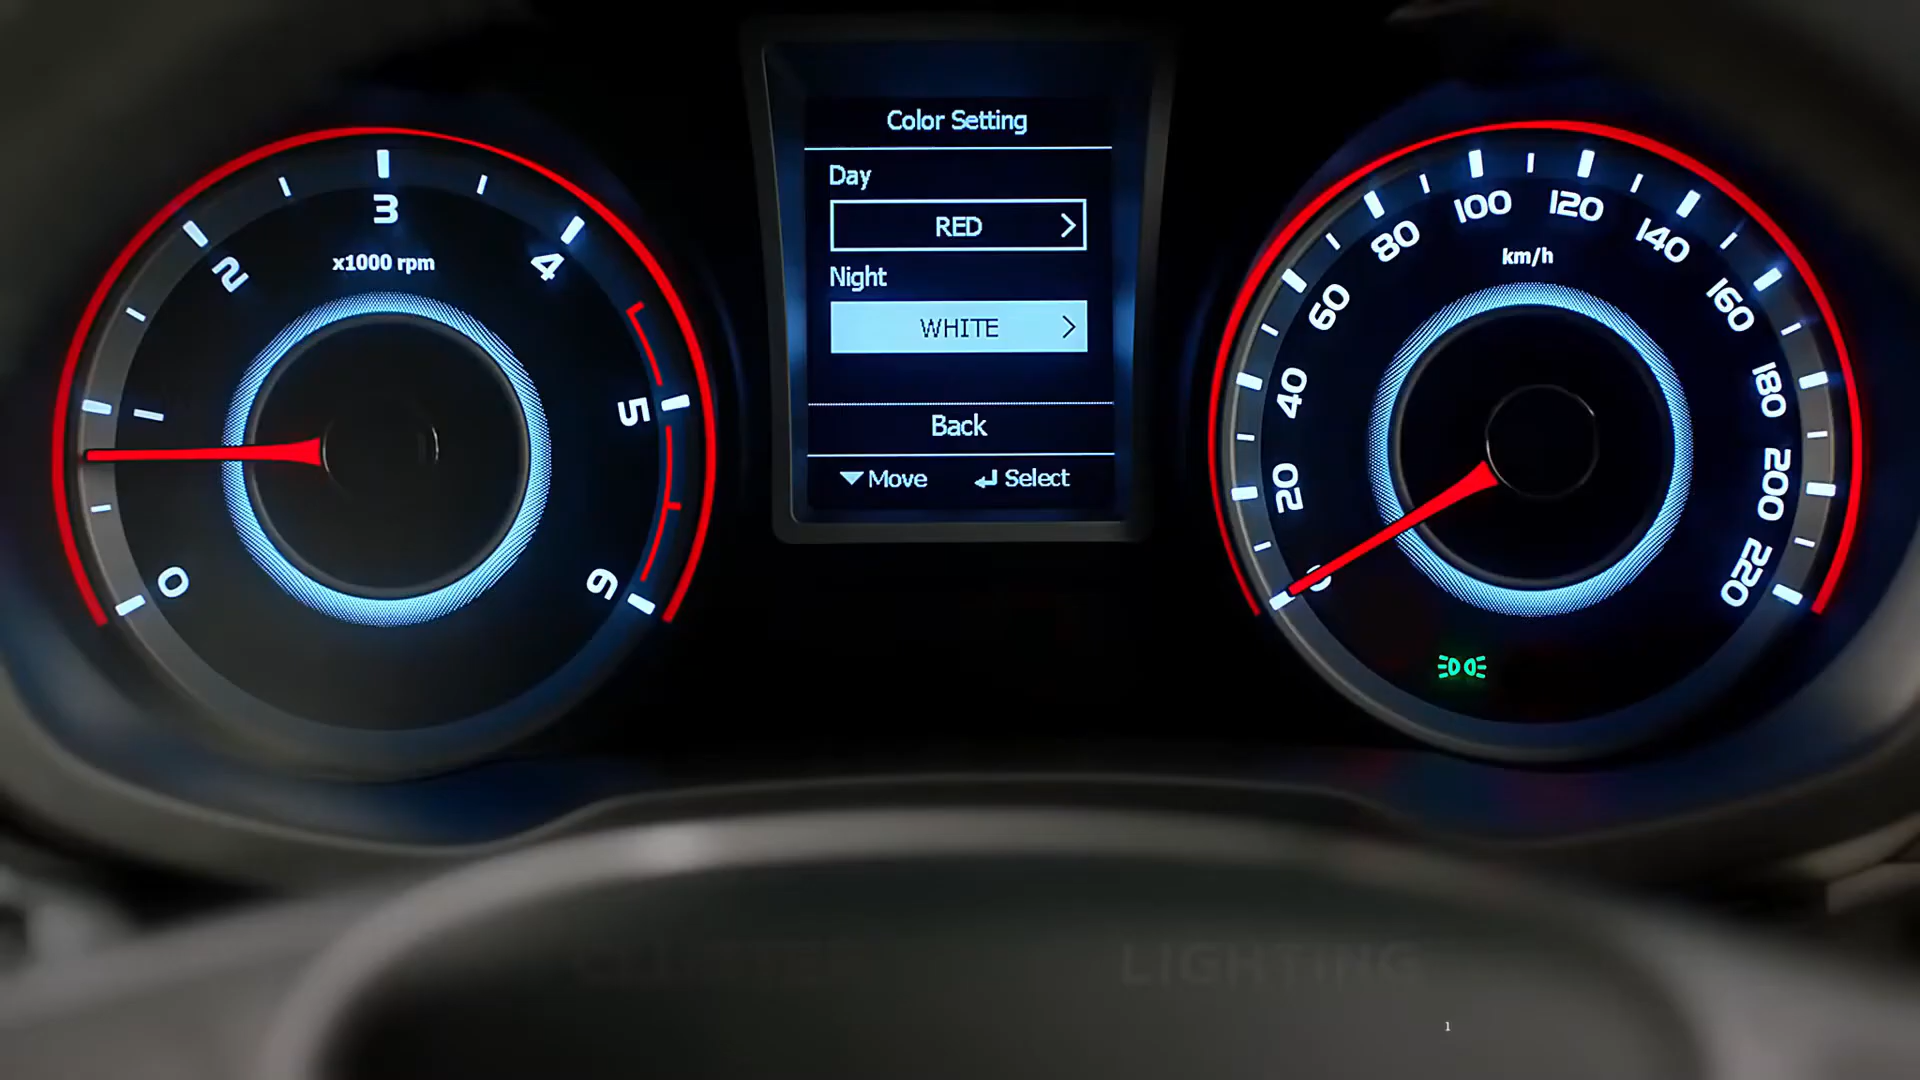 Color Setting
Day
RED
Night
WHITE
Back
Move Select
0
2
3
4
5
6
x1000 rpm
0
20
40
60
80
100
120
140
160
180
200
220
km/h
LIGHTING
1